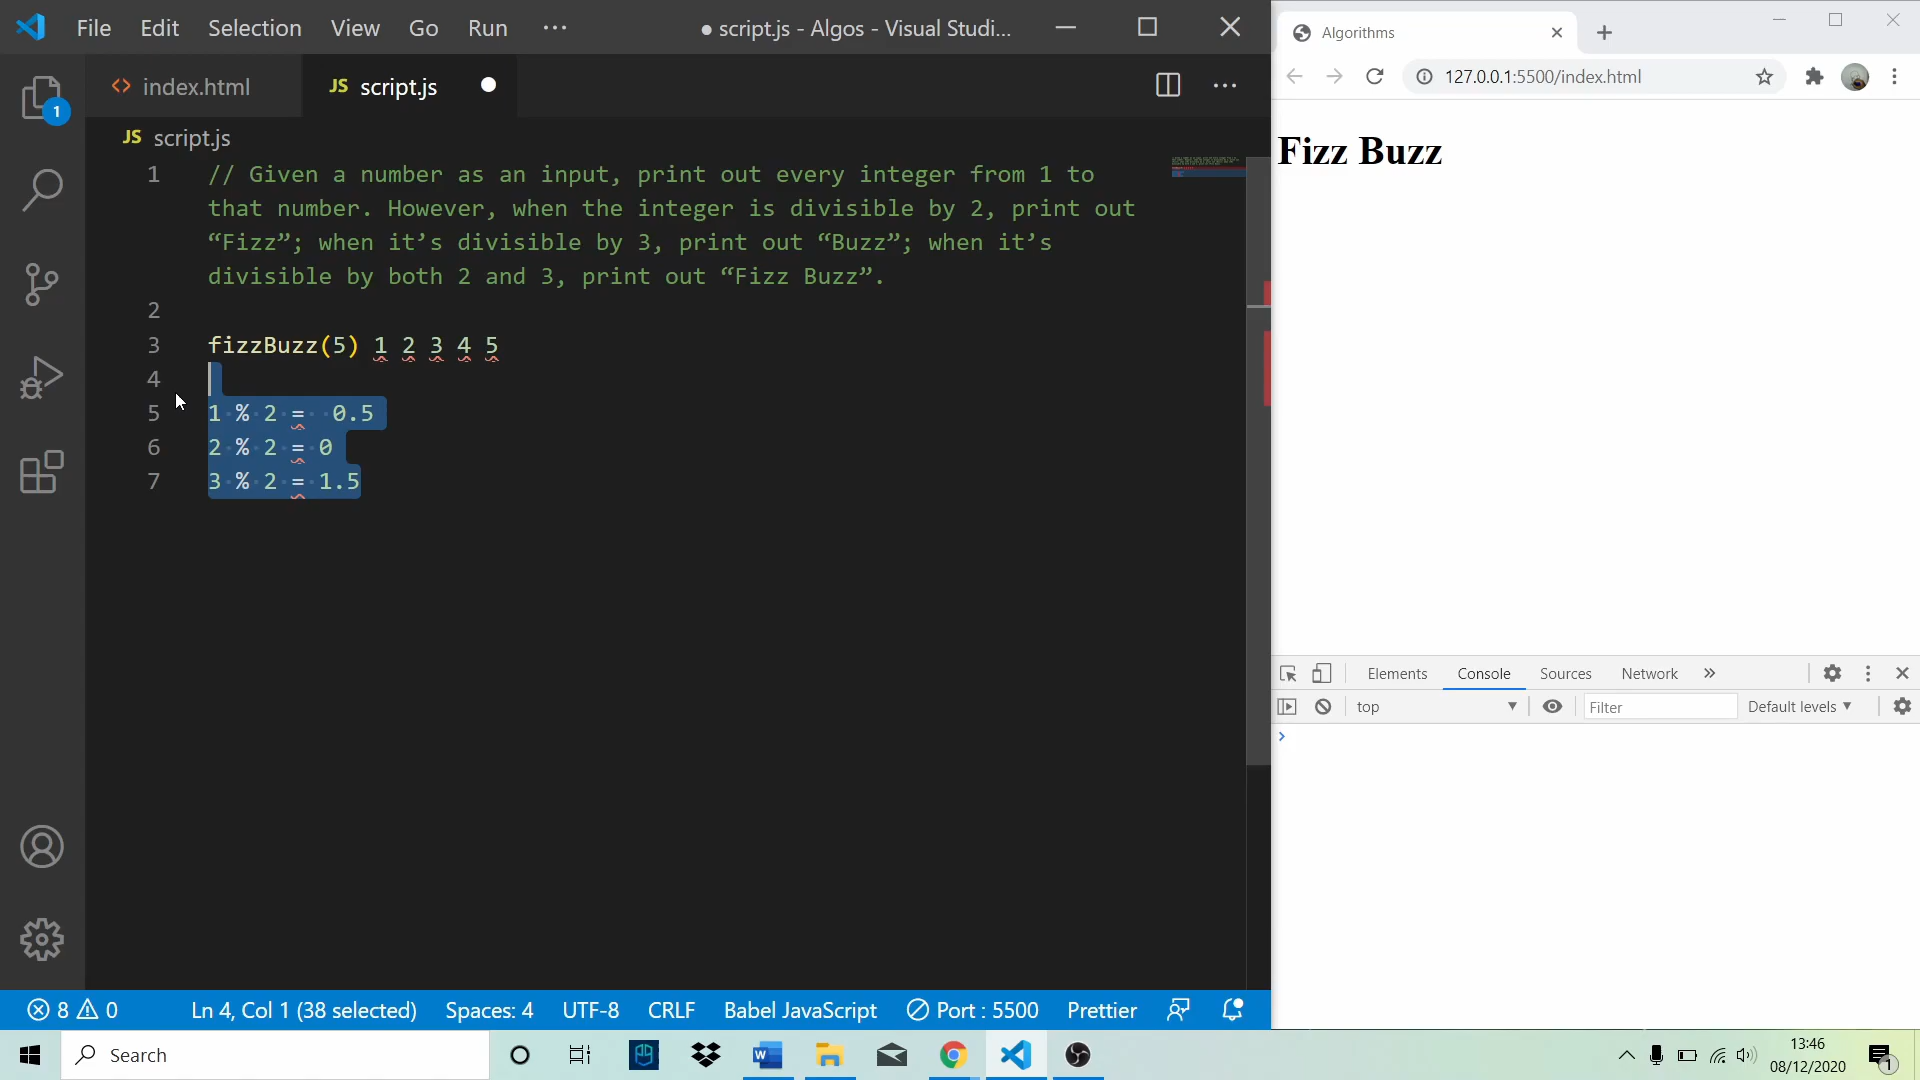 File Edit Selection View Go Run ···
● script.js - Algos - Visual Studi...
<> index.html
JS script.js ●
1
JS script.js
1 // Given a number as an input, print out every integer from 1 to
that number. However, when the integer is divisible by 2, print out
“Fizz”; when it’s divisible by 3, print out “Buzz”; when it’s
divisible by both 2 and 3, print out “Fizz Buzz”.
2
3 fizzBuzz(5) 1 2 3 4 5
4
5 1 % 2 =  0.5
6 2 % 2 = 0
7 3 % 2 = 1.5
8 0 Ln 4, Col 1 (38 selected) Spaces: 4 UTF-8 CRLF Babel JavaScript Port : 5500 Prettier
Algorithms
127.0.0.1:5500/index.html
Fizz Buzz
Elements Console Sources Network »
top Filter Default levels ▼
›
Search
13:46
08/12/2020
1